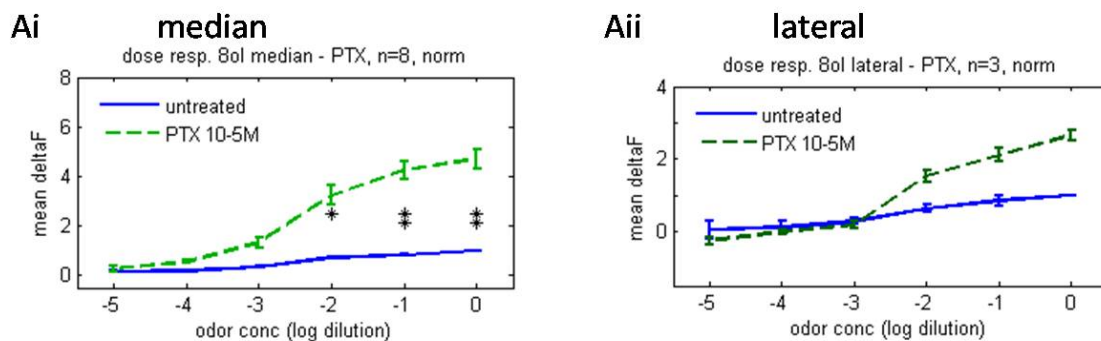 Ai median
dose resp. 8ol median - PTX, n=8, norm
8
6
4
2
0
mean deltaF
untreated
PTX 10-5M
*
* *
* *
-5 -4 -3 -2 -1 0
odor conc (log dilution)
Aii lateral
dose resp. 8ol lateral - PTX, n=3, norm
4
2
0
mean deltaF
untreated
PTX 10-5M
-5 -4 -3 -2 -1 0
odor conc (log dilution)